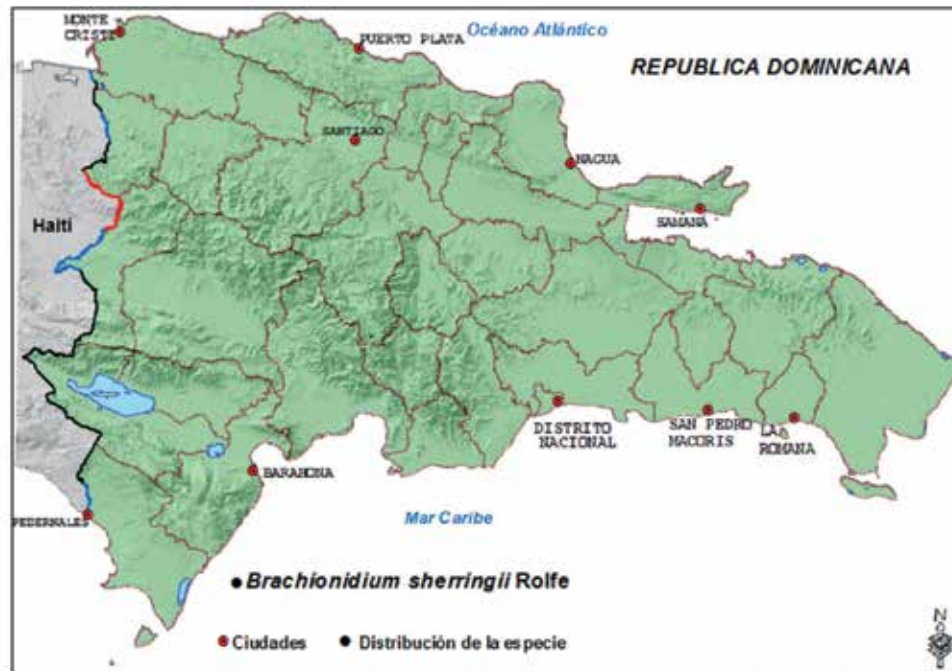 MONTE
CRISTI
PUERTO PLATA
Océano Atlántico
REPUBLICA DOMINICANA
SANTIAGO
NAGUA
SAMANA
Haití
DISTRITO
NACIONAL
SAN PEDRO
MACORIS
LA
ROMANA
BARAHONA
PEDERNALES
Mar Caribe
Brachionidium sherringii Rolfe
Ciudades
Distribución de la especie
N